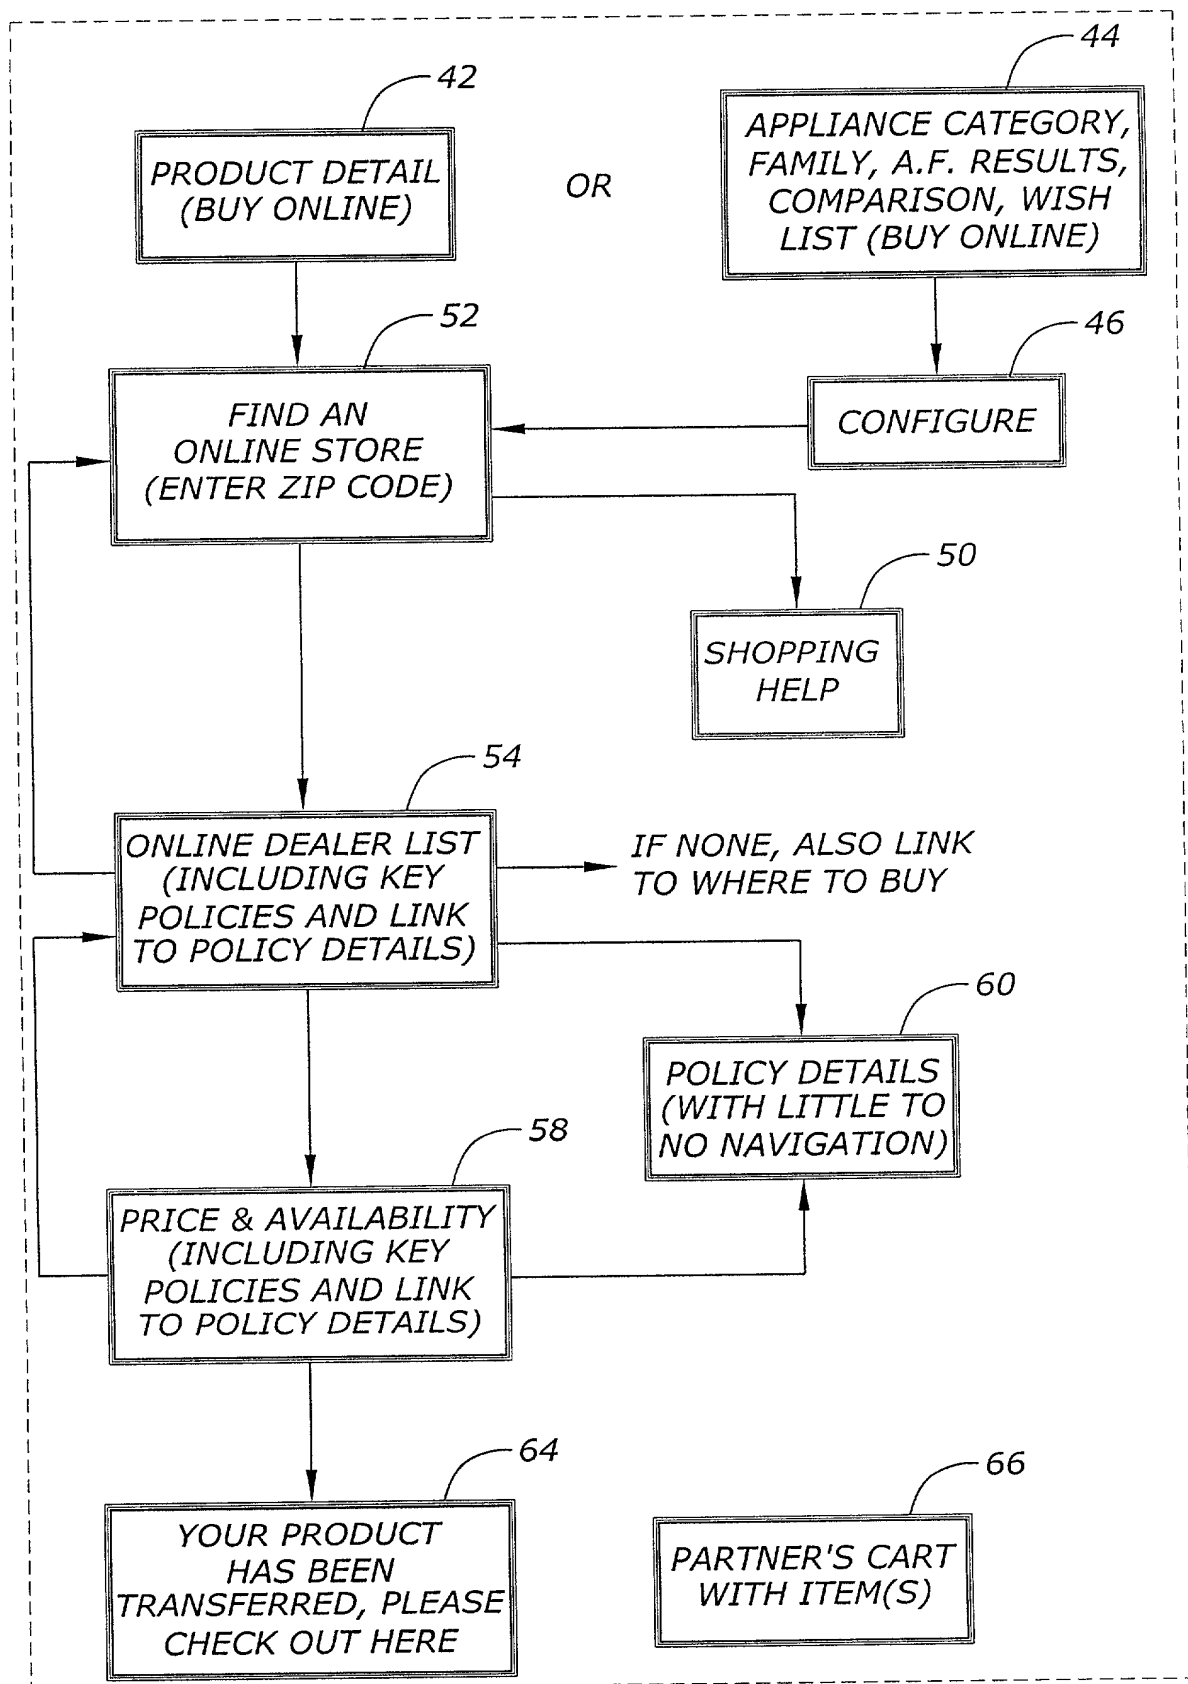 42
PRODUCT DETAIL
(BUY ONLINE)
OR
44
APPLIANCE CATEGORY,
FAMILY, A.F. RESULTS,
COMPARISON, WISH
LIST (BUY ONLINE)
52
FIND AN
ONLINE STORE
(ENTER ZIP CODE)
46
CONFIGURE
50
SHOPPING
HELP
54
ONLINE DEALER LIST
(INCLUDING KEY
POLICIES AND LINK
TO POLICY DETAILS)
IF NONE, ALSO LINK
TO WHERE TO BUY
60
POLICY DETAILS
(WITH LITTLE TO
NO NAVIGATION)
58
PRICE & AVAILABILITY
(INCLUDING KEY
POLICIES AND LINK
TO POLICY DETAILS)
64
YOUR PRODUCT
HAS BEEN
TRANSFERRED, PLEASE
CHECK OUT HERE
66
PARTNER'S CART
WITH ITEM(S)